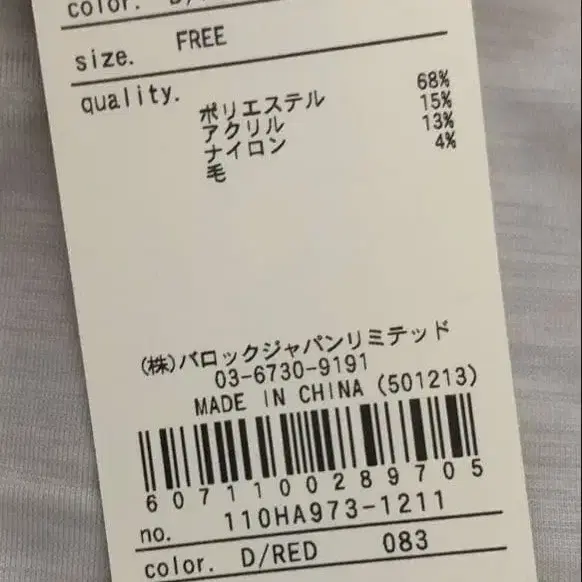 color. D/
size. FREE
quality.
ポリエステル 68%
アクリル 15%
ナイロン 13%
毛 4%
(株)バロックジャパンリミテッド
03-6730-9191
MADE IN CHINA (501213)
6071100289705
no. 110HA973-1211
color. D/RED 083